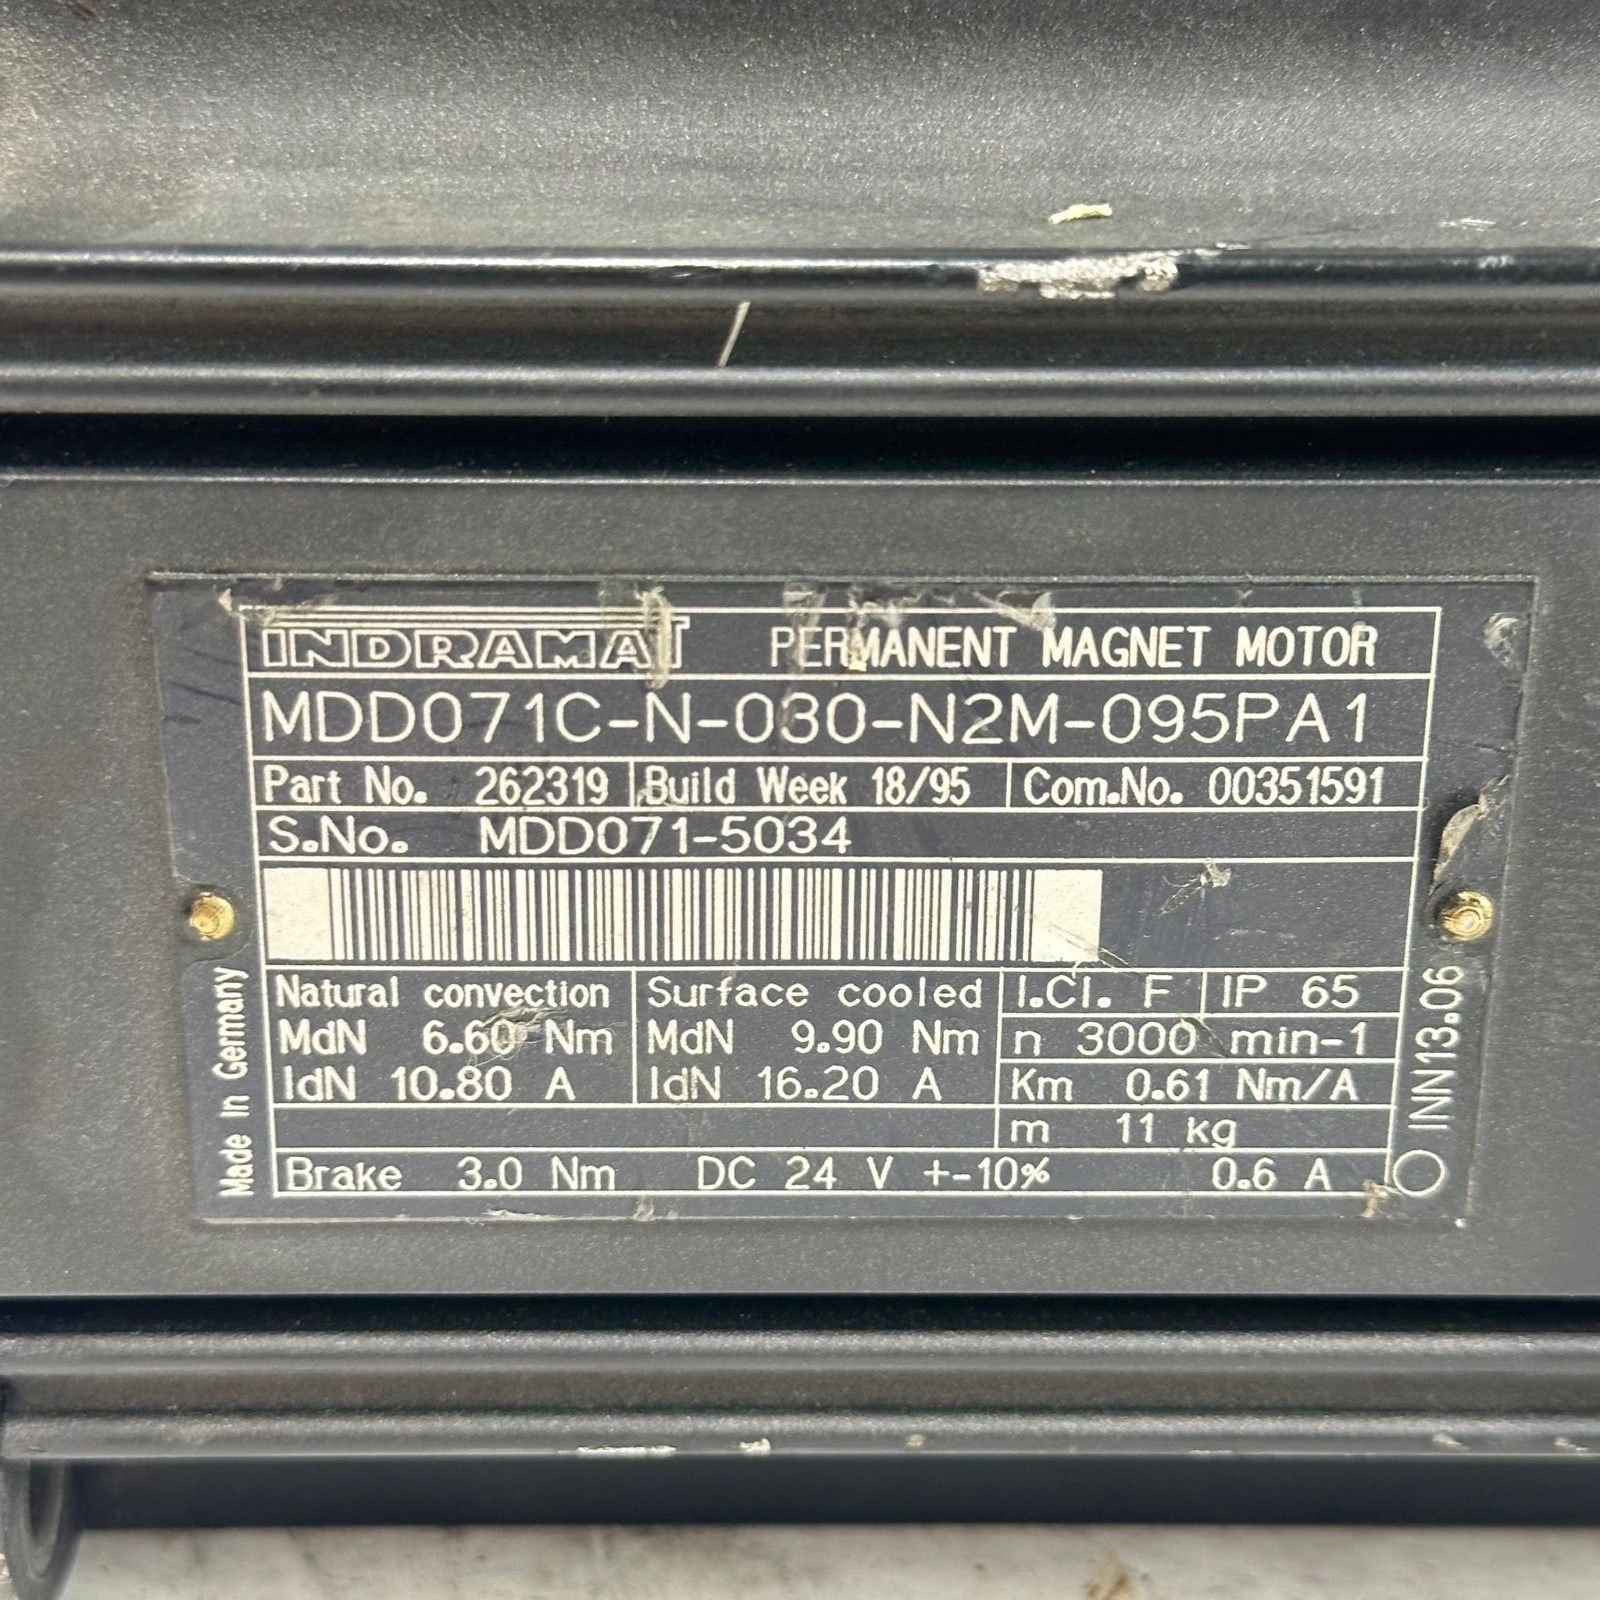 INDRAMAT PERMANENT MAGNET MOTOR
MDD071C-N-030-N2M-095PA1
Part No. 262319 Build Week 18/95 Com.No. 00351591
S.No. MDD071-5034
Natural convection Surface cooled I.Cl. F IP 65
MdN 6.60 Nm MdN 9.90 Nm n 3000 min-1
IdN 10.80 A IdN 16.20 A Km 0.61 Nm/A
m 11 kg
Brake 3.0 Nm DC 24 V +-10% 0.6 A
Made in Germany
INN13.06